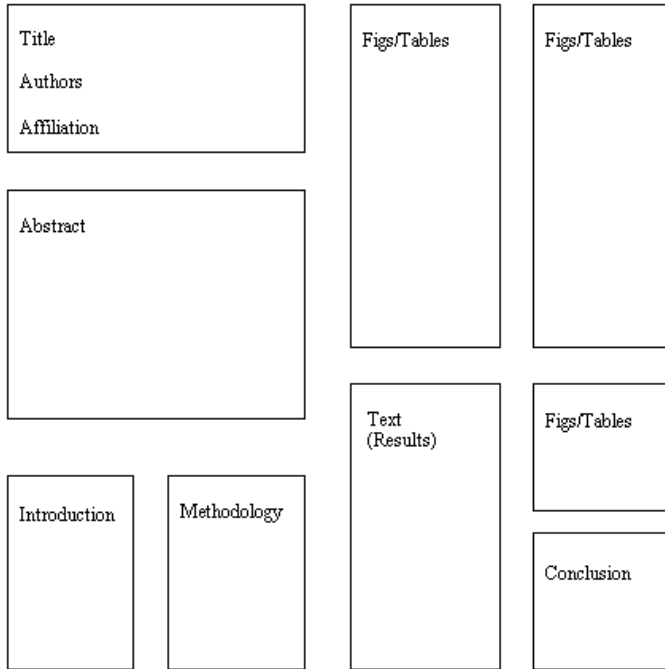 Title
Authors
Affiliation
Abstract
Introduction
Methodology
Figs/Tables
Text
(Results)
Figs/Tables
Figs/Tables
Conclusion